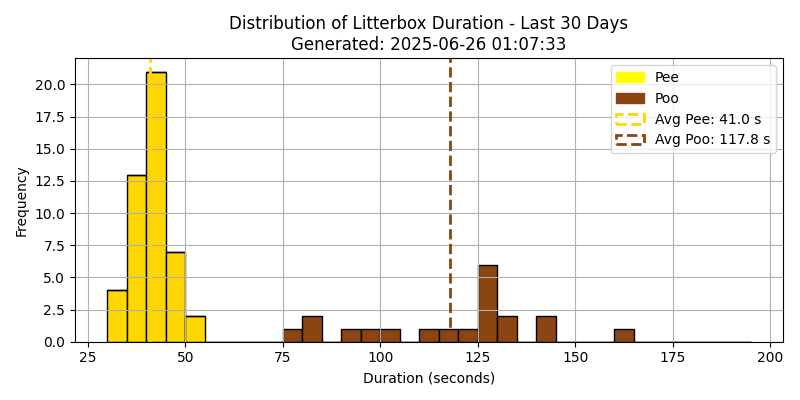 Distribution of Litterbox Duration - Last 30 Days
Generated: 2025-06-26 01:07:33
Pee
Poo
Avg Pee: 41.0 s
Avg Poo: 117.8 s
Frequency
20.0
17.5
15.0
12.5
10.0
7.5
5.0
2.5
0.0
25 50 75 100 125 150 175 200
Duration (seconds)